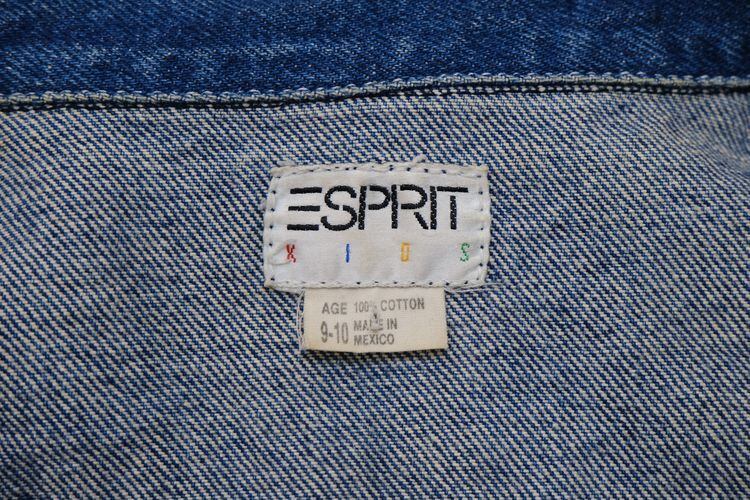 ESPRIT
KIDS
AGE 100% COTTON
9-10 MADE IN
MEXICO